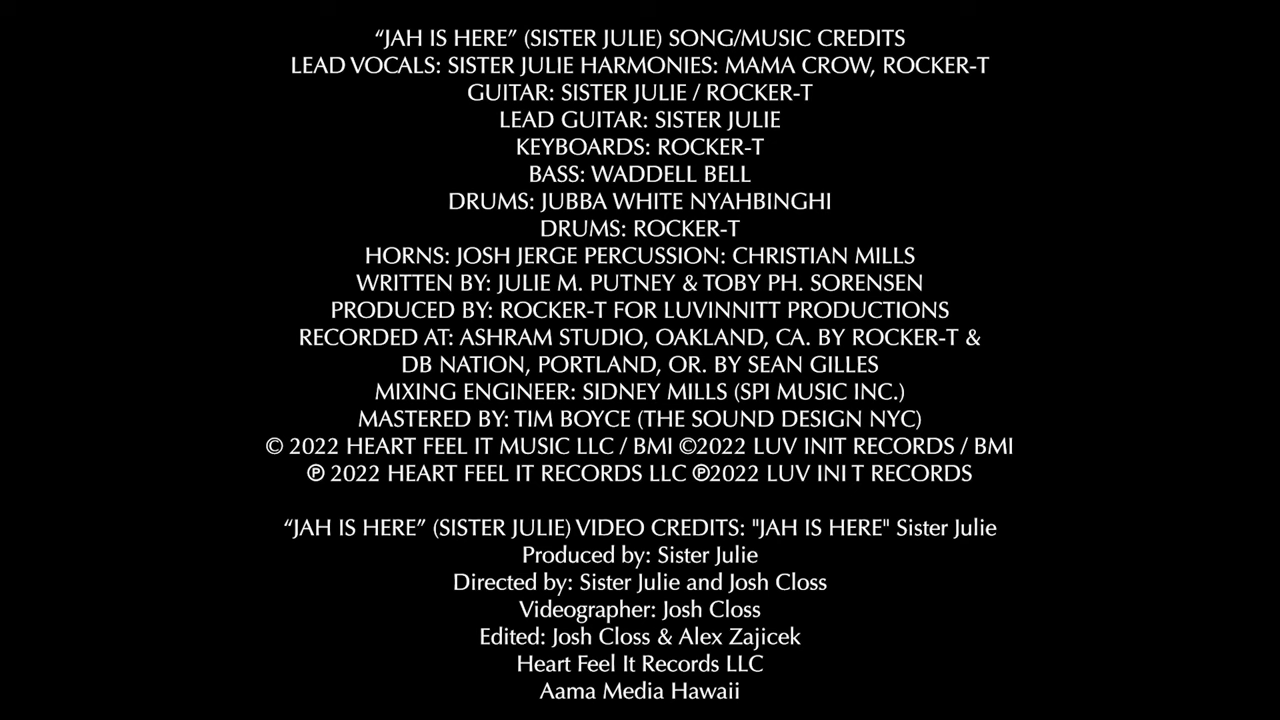 “JAH IS HERE” (SISTER JULIE) SONG/MUSIC CREDITS
LEAD VOCALS: SISTER JULIE HARMONIES: MAMA CROW, ROCKER-T
GUITAR: SISTER JULIE / ROCKER-T
LEAD GUITAR: SISTER JULIE
KEYBOARDS: ROCKER-T
BASS: WADDELL BELL
DRUMS: JUBBA WHITE NYAHBINGHI
DRUMS: ROCKER-T
HORNS: JOSH JERGE PERCUSSION: CHRISTIAN MILLS
WRITTEN BY: JULIE M. PUTNEY & TOBY PH. SORENSEN
PRODUCED BY: ROCKER-T FOR LUVINNITT PRODUCTIONS
RECORDED AT: ASHRAM STUDIO, OAKLAND, CA. BY ROCKER-T &
DB NATION, PORTLAND, OR. BY SEAN GILLES
MIXING ENGINEER: SIDNEY MILLS (SPI MUSIC INC.)
MASTERED BY: TIM BOYCE (THE SOUND DESIGN NYC)
© 2022 HEART FEEL IT MUSIC LLC / BMI ©2022 LUV INIT RECORDS / BMI
℗ 2022 HEART FEEL IT RECORDS LLC ℗2022 LUV INI T RECORDS
“JAH IS HERE” (SISTER JULIE) VIDEO CREDITS: "JAH IS HERE" Sister Julie
Produced by: Sister Julie
Directed by: Sister Julie and Josh Closs
Videographer: Josh Closs
Edited: Josh Closs & Alex Zajicek
Heart Feel It Records LLC
Aama Media Hawaii